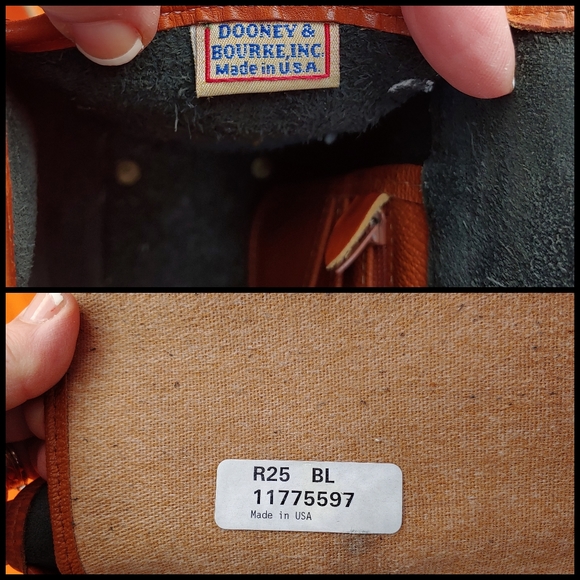 DOONEY &
BOURKE, INC.
Made in U.S.A.
R25 BL
11775597
Made in USA